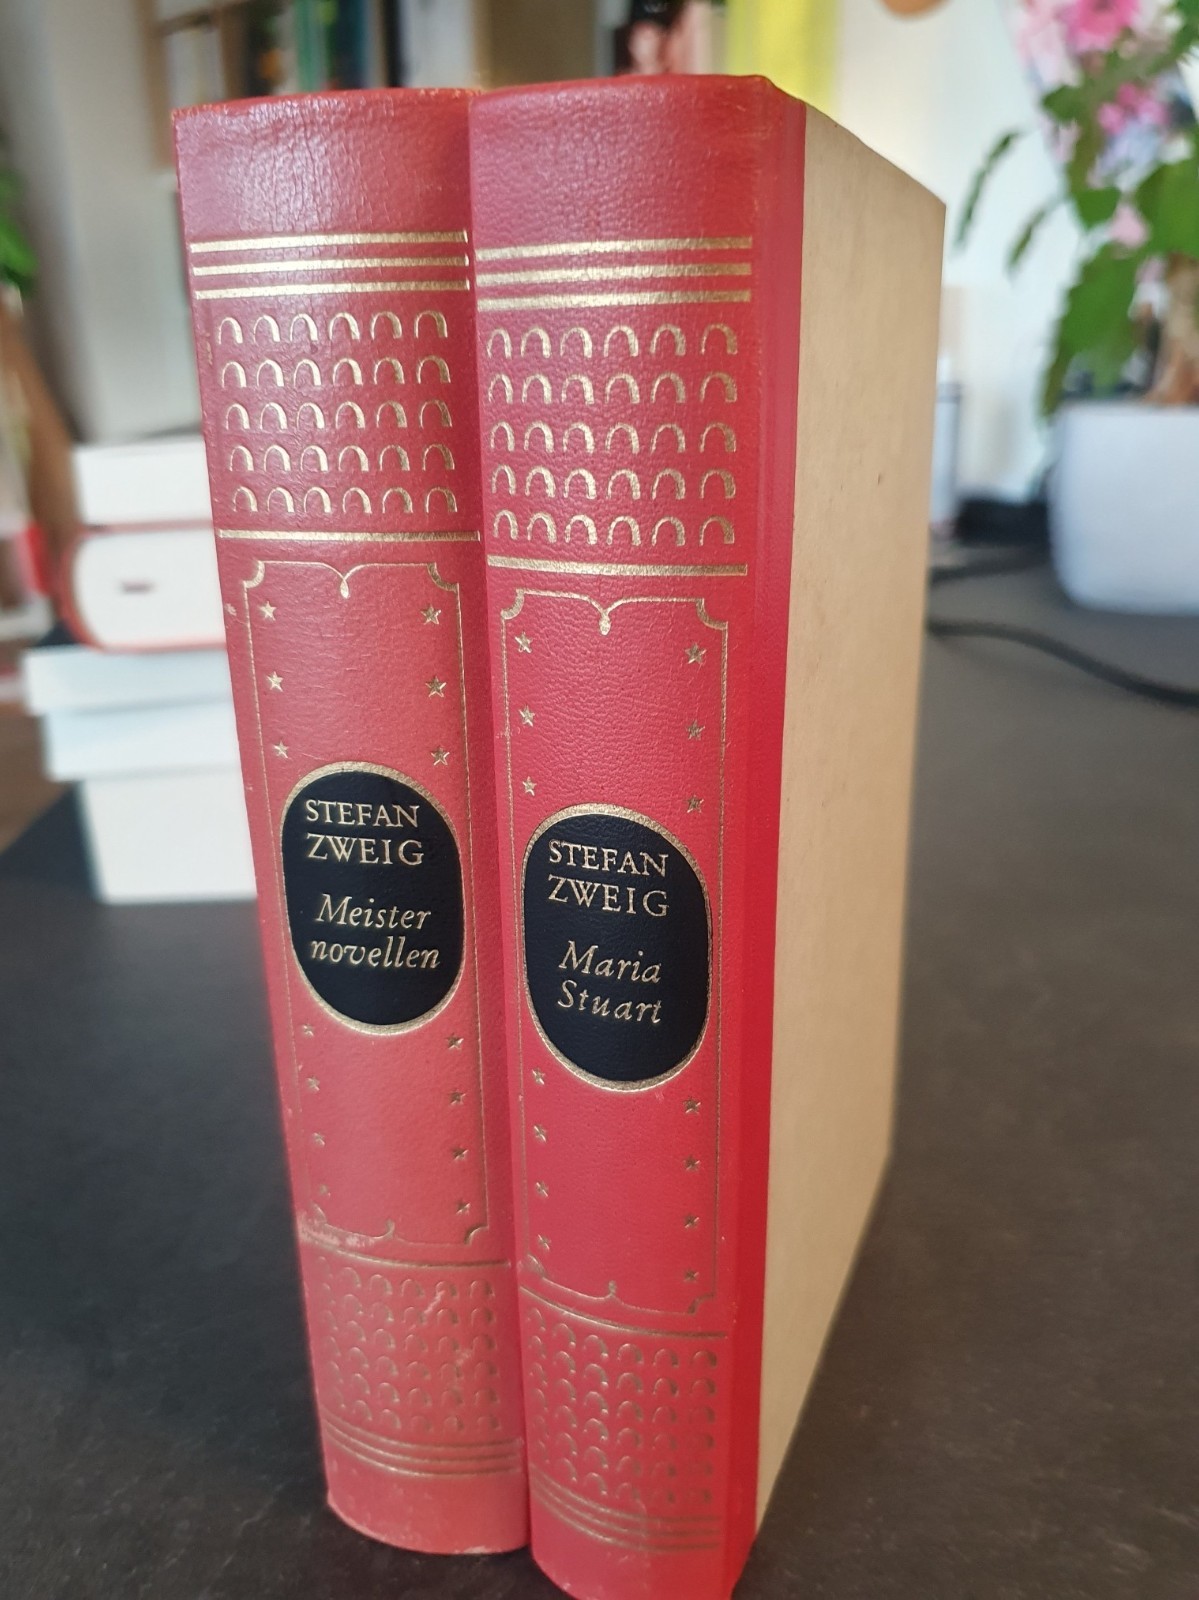 STEFAN
ZWEIG
Meister
novellen
STEFAN
ZWEIG
Maria
Stuart